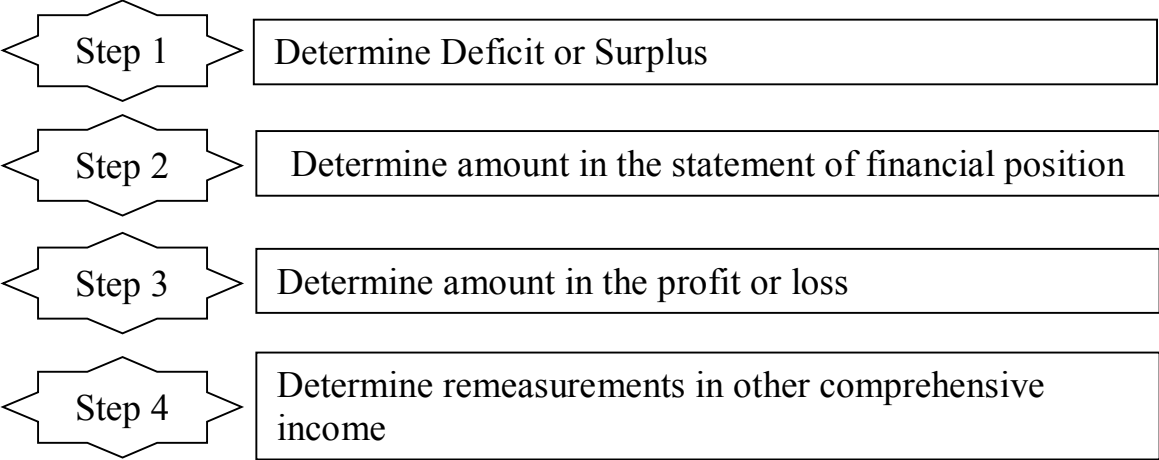 Step 1
Determine Deficit or Surplus
Step 2
Determine amount in the statement of financial position
Step 3
Determine amount in the profit or loss
Step 4
Determine remeasurements in other comprehensive
income